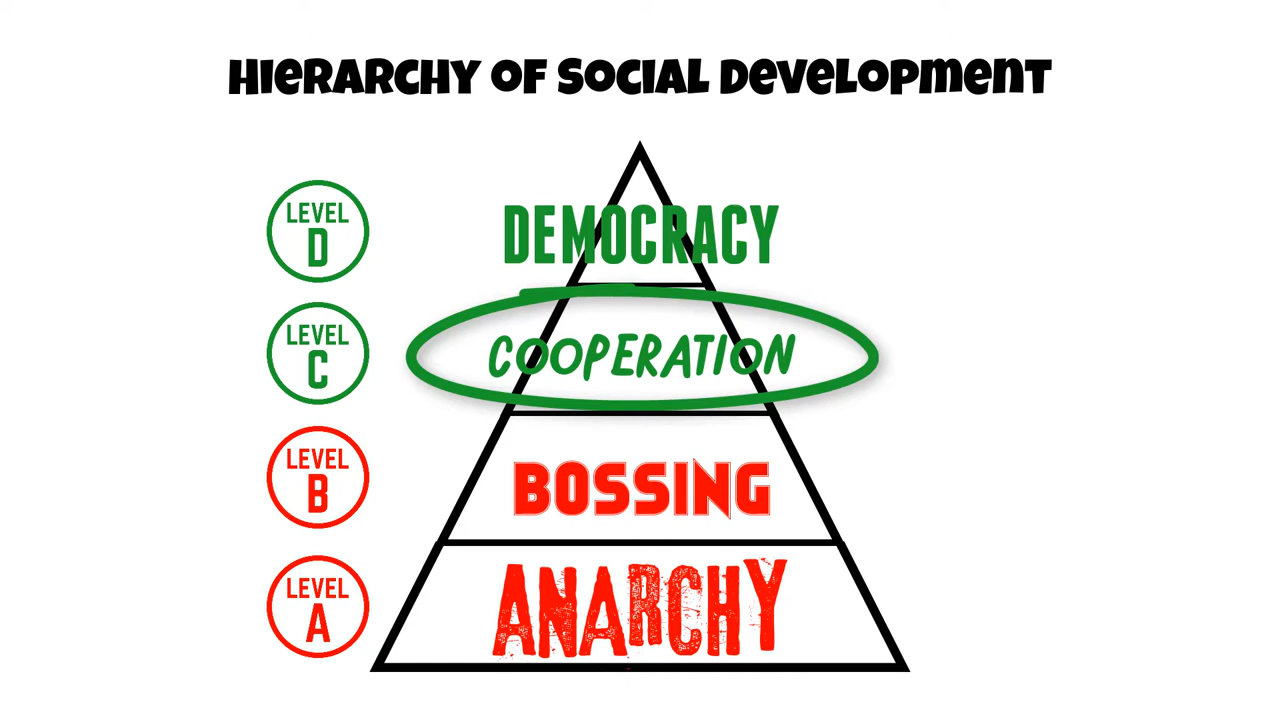 Hierarchy of Social Development
LEVEL
D
DEMOCRACY
LEVEL
C
COOPERATION
LEVEL
B
BOSSING
LEVEL
A
ANARCHY